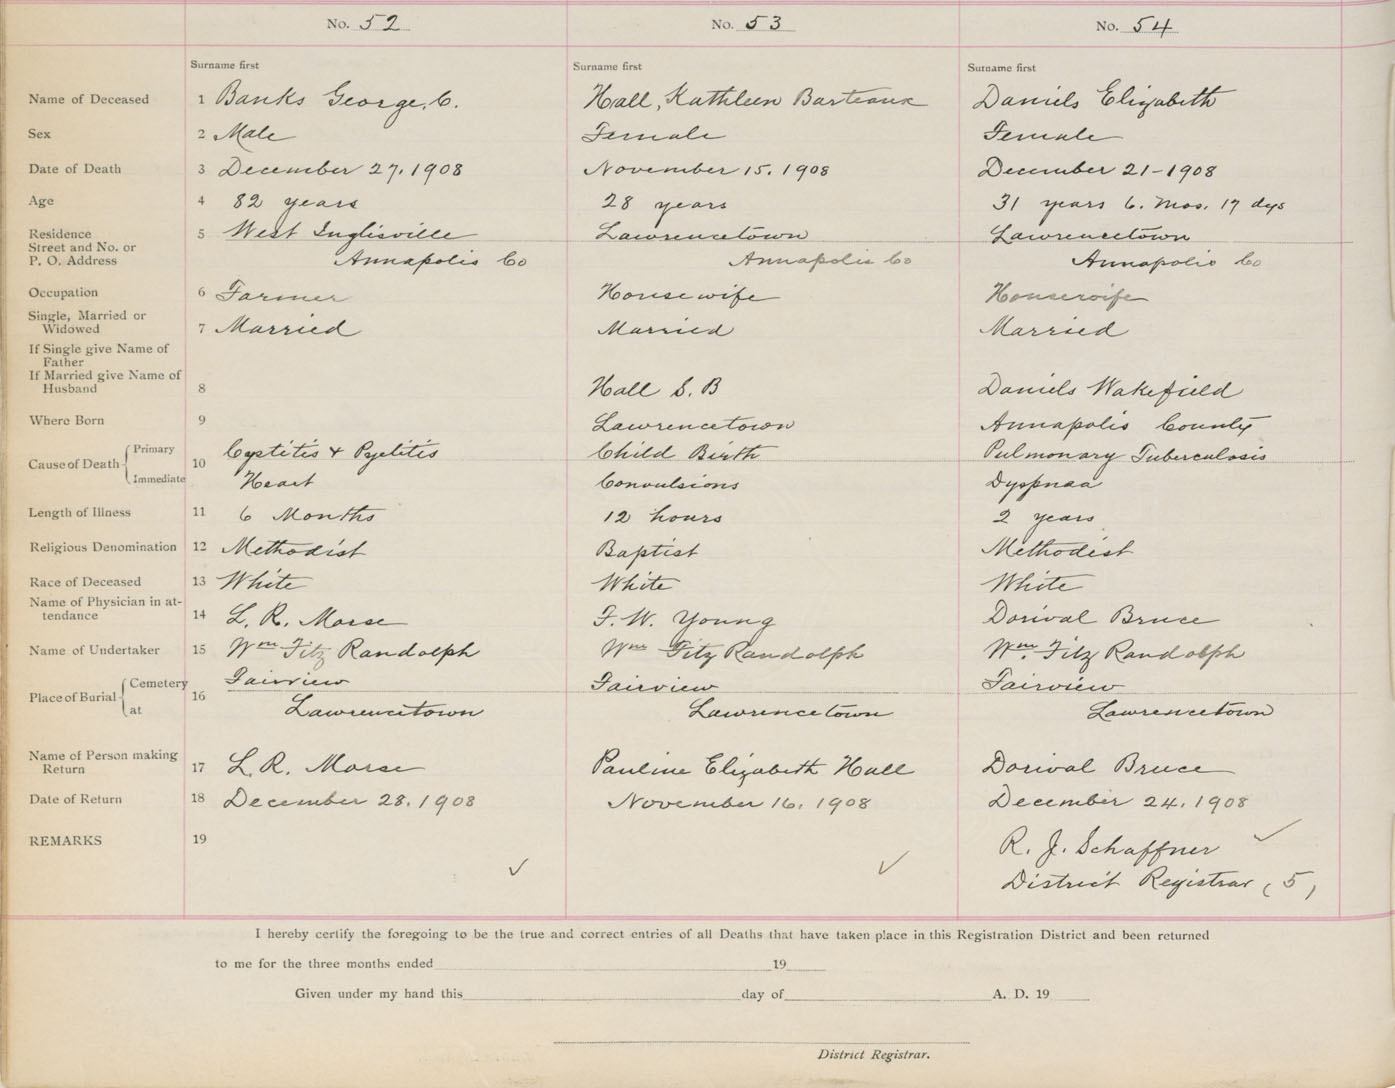 No. 52 No. 53 No. 54
Surname first Surname first Surname first
Name of Deceased 1 Banks George, C. Hall, Kathleen Barteaux Daniels Elizabeth
Sex 2 Male Female Female
Date of Death 3 December 27, 1908 November 15, 1908 December 21-1908
Age 4 82 years 28 years 31 years 6. mos. 17 dys
Residence 5 West Inglisville Lawrencetown Lawrencetown
Street and No. or
P. O. Address Annapolis Co Annapolis Co Annapolis Co
Occupation 6 Farmer Housewife Housewife
Single, Married or
Widowed 7 Married Married Married
If Single give Name of
Father
If Married give Name of
Husband 8 Hall S. B Daniels Wakefield
Where Born 9 Lawrencetown Annapolis County
Cause of Death Primary 10 Cystitis + Pyelitis Child Birth Pulmonary Tuberculosis
Immediate Heart Convulsions Dyspnaa
Length of Illness 11 6 Months 12 hours 2 years
Religious Denomination 12 Methodist Baptist Methodist
Race of Deceased 13 White White White
Name of Physician in at-
tendance 14 L. R. Morse F. W. Young Dorival Bruce
Name of Undertaker 15 Wm Fitz Randolph Wm Fitz Randolph Wm. Fitz Randolph
Place of Burial Cemetery 16 Fairview Fairview Fairview
at Lawrencetown Lawrencetown Lawrencetown
Name of Person making
Return 17 L. R. Morse Pauline Elizabeth Hall Dorival Bruce
Date of Return 18 December 28, 1908 November 16, 1908 December 24, 1908
REMARKS 19 R. J. Schaffner
District Registrar (5)
I hereby certify the foregoing to be the true and correct entries of all Deaths that have taken place in this Registration District and been returned
to me for the three months ended 19
Given under my hand this day of A. D. 19
District Registrar.